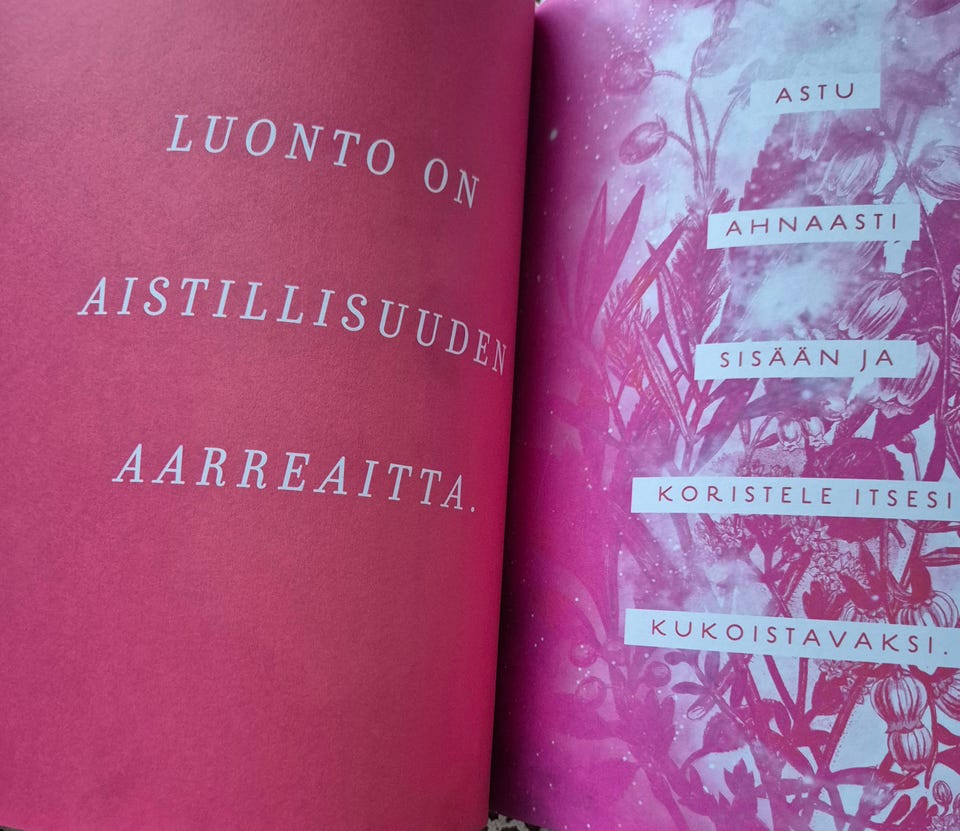 LUONTO ON
AISTILLISUUDEN
AARREAITTA.
ASTU
AHNAASTI
SISÄÄN JA
KORISTELE ITSESI
KUKOISTAVAKSI.